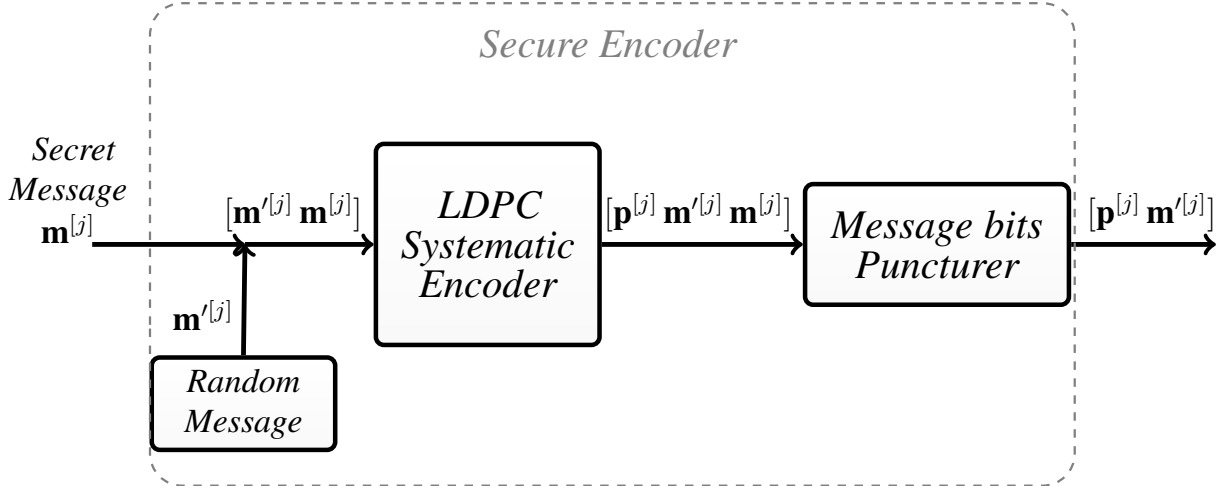 Secure Encoder
Secret
Message
𝐦^{[j]}
[𝐦′^{[j]} 𝐦^{[j]}]
LDPC
Systematic
Encoder
[𝐩^{[j]} 𝐦′^{[j]} 𝐦^{[j]}]
Message bits
Puncturer
[𝐩^{[j]} 𝐦′^{[j]}]
𝐦′^{[j]}
Random
Message